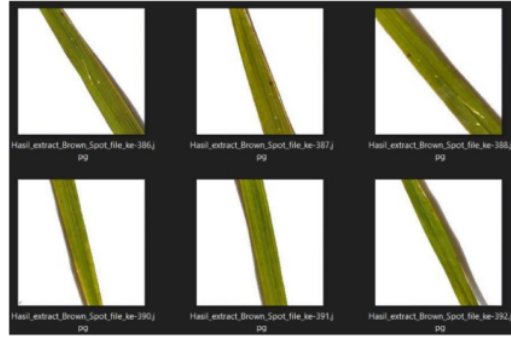 Hasil_extract_Brown_Spot_file_ke-386.j
pg
Hasil_extract_Brown_Spot_file_ke-387.j
pg
Hasil_extract_Brown_Spot_file_ke-388.j
pg
Hasil_extract_Brown_Spot_file_ke-390.j
pg
Hasil_extract_Brown_Spot_file_ke-391.j
pg
Hasil_extract_Brown_Spot_file_ke-392.j
pg